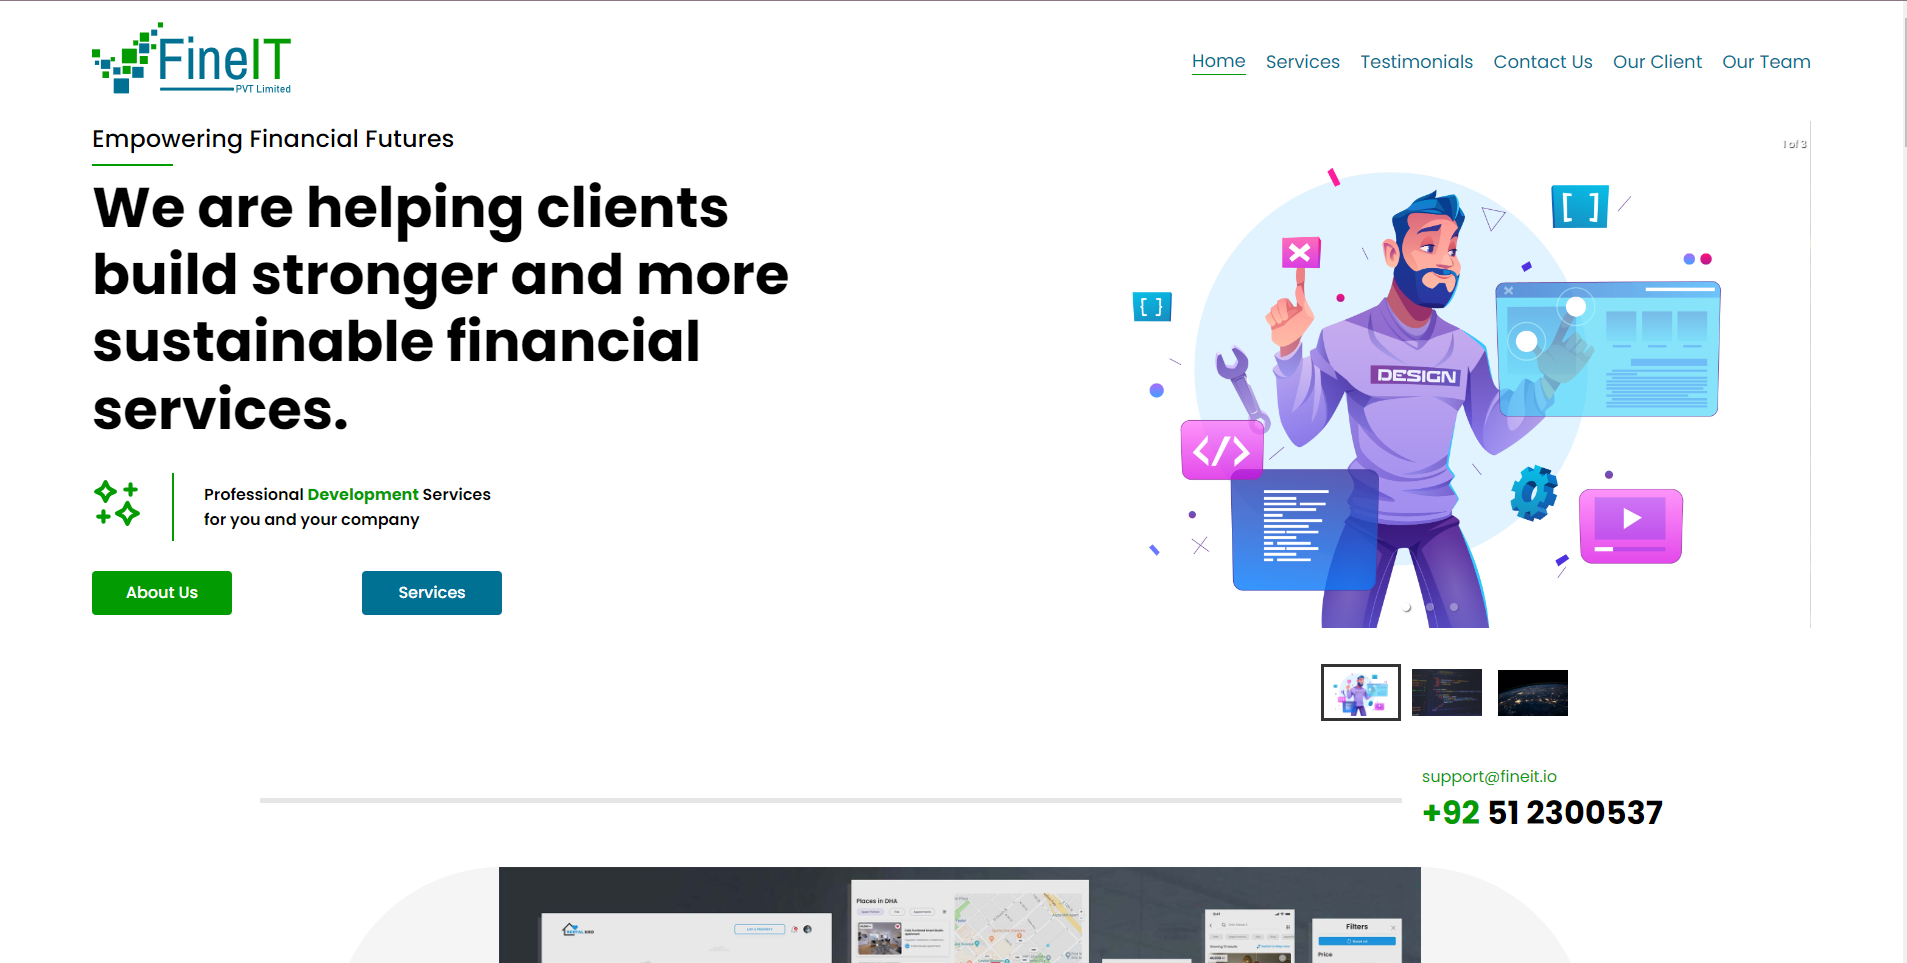 FineIT
PVT Limited
Home Services Testimonials Contact Us Our Client Our Team
Empowering Financial Futures
1 of 3
We are helping clients
build stronger and more
sustainable financial
services.
[ ]
{ }
DESIGN
</>
Professional Development Services
for you and your company
About Us
Services
support@fineit.io
+92 51 2300537
Places in DHA
Filters
Price